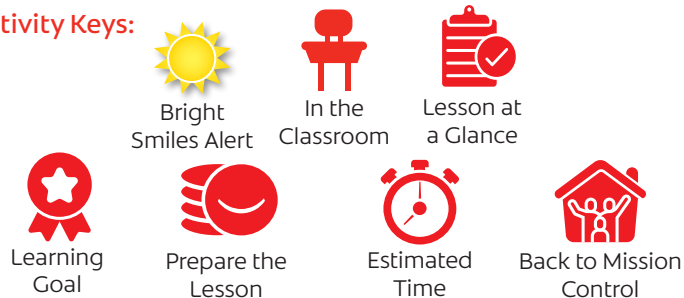 tivity Keys:
Bright
Smiles Alert
In the
Classroom
Lesson at
a Glance
Learning
Goal
Prepare the
Lesson
Estimated
Time
Back to Mission
Control